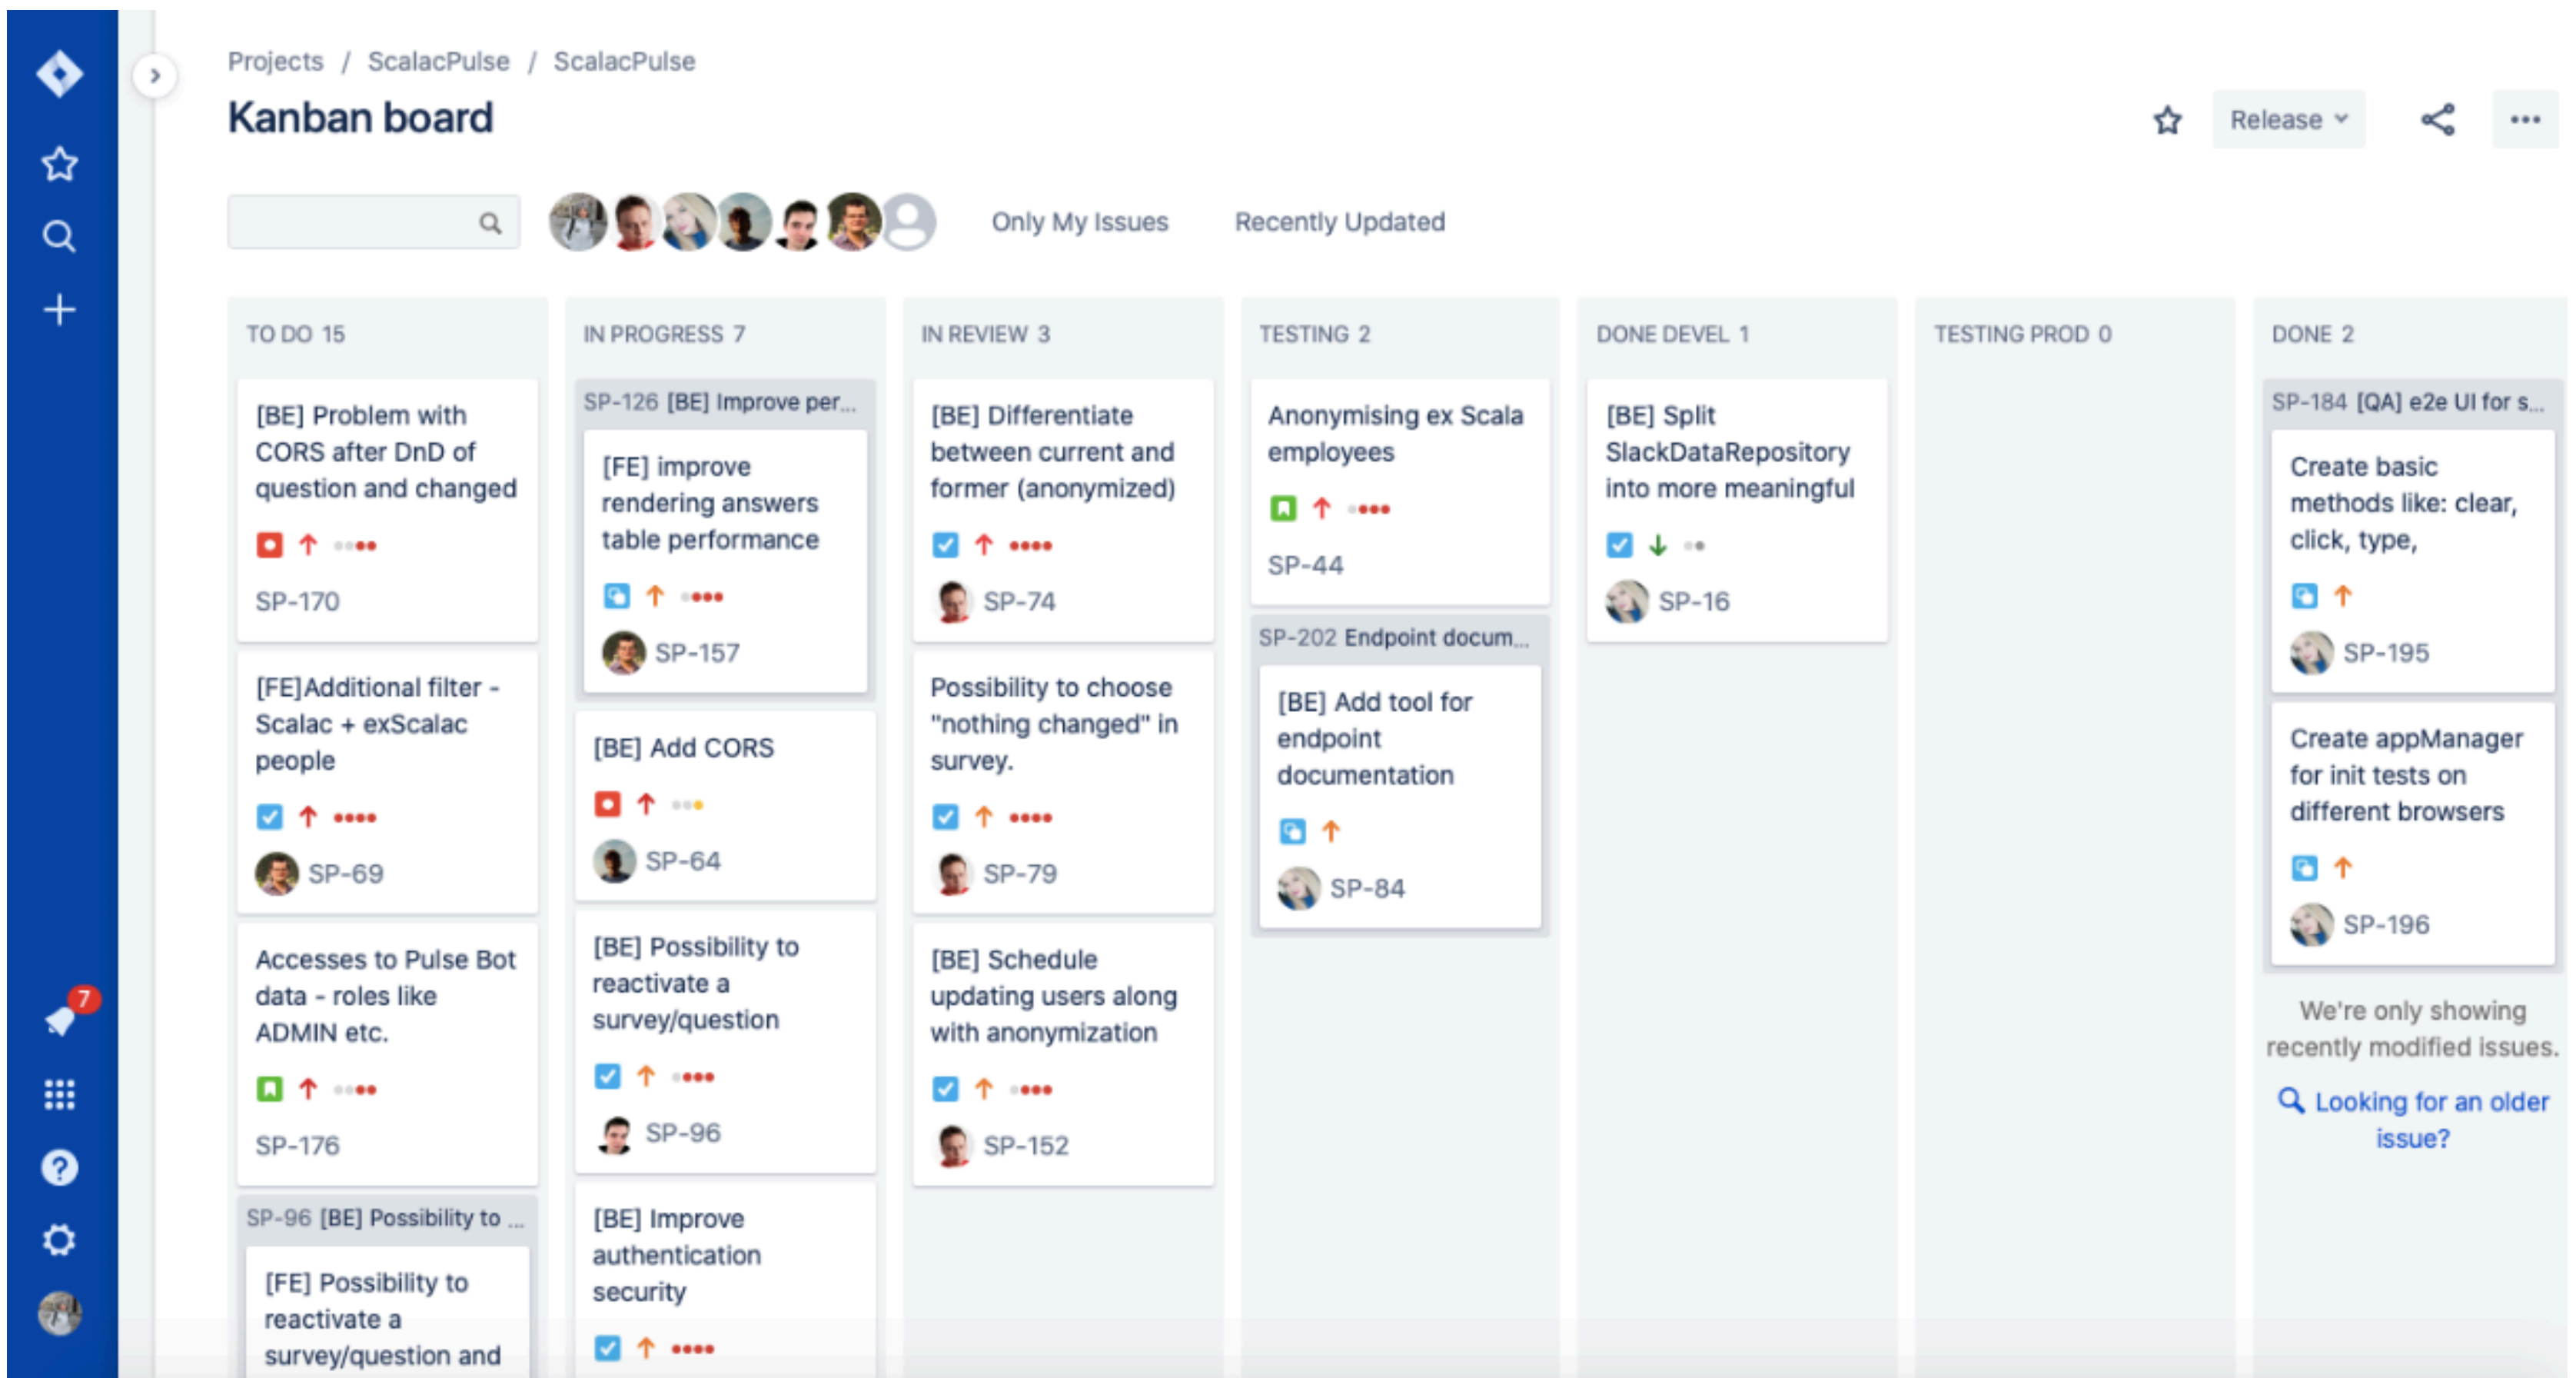 Projects / ScalacPulse / ScalacPulse
Kanban board
Release
Only My Issues
Recently Updated
TO DO 15
[BE] Problem with
CORS after DnD of
question and changed
SP-170
[FE]Additional filter -
Scalac + exScalac
people
SP-69
Accesses to Pulse Bot
data - roles like
ADMIN etc.
SP-176
SP-96 [BE] Possibility to ...
[FE] Possibility to
reactivate a
survey/question and
IN PROGRESS 7
SP-126 [BE] Improve per...
[FE] improve
rendering answers
table performance
SP-157
[BE] Add CORS
SP-64
[BE] Possibility to
reactivate a
survey/question
SP-96
[BE] Improve
authentication
security
IN REVIEW 3
[BE] Differentiate
between current and
former (anonymized)
SP-74
Possibility to choose
"nothing changed" in
survey.
SP-79
[BE] Schedule
updating users along
with anonymization
SP-152
TESTING 2
Anonymising ex Scala
employees
SP-44
SP-202 Endpoint docum...
[BE] Add tool for
endpoint
documentation
SP-84
DONE DEVEL 1
[BE] Split
SlackDataRepository
into more meaningful
SP-16
TESTING PROD 0
DONE 2
SP-184 [QA] e2e UI for s...
Create basic
methods like: clear,
click, type,
SP-195
Create appManager
for init tests on
different browsers
SP-196
We're only showing
recently modified issues.
Looking for an older
issue?
7